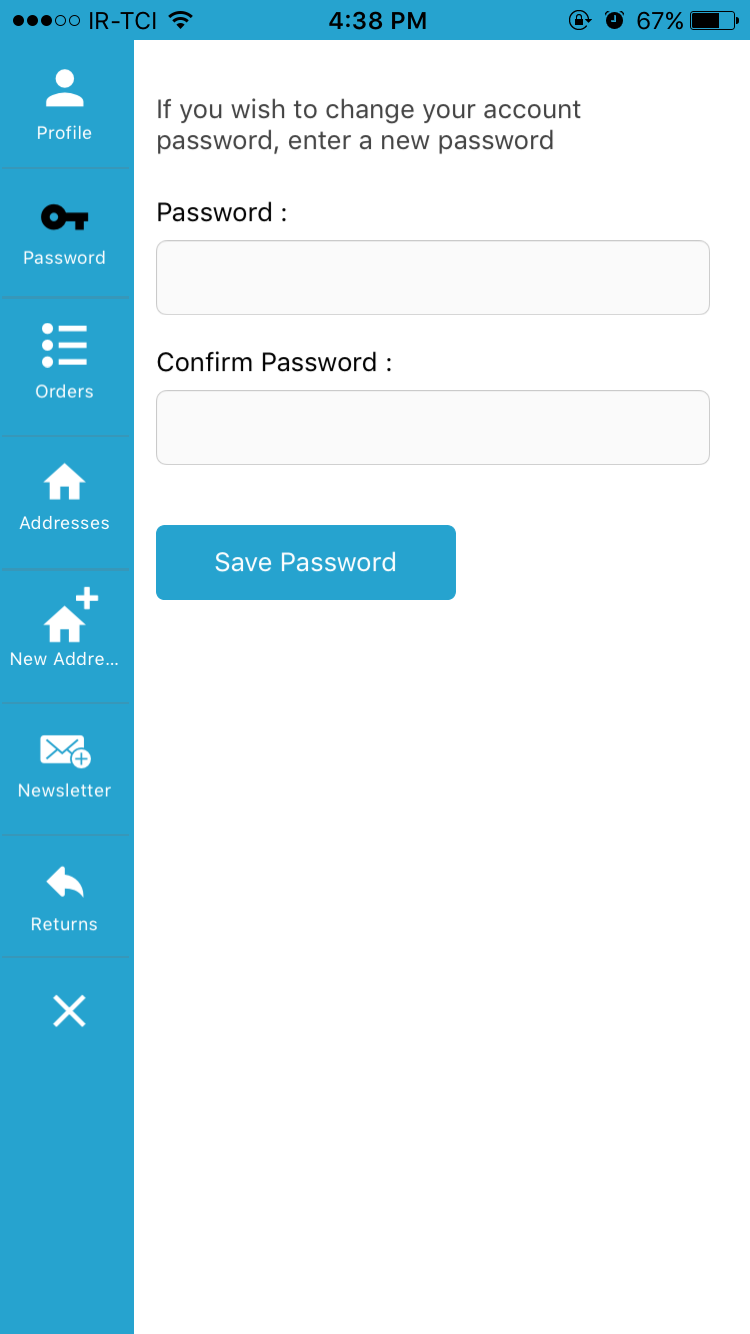 IR-TCI 4:38 PM 67%
Profile
Password
Orders
Addresses
New Addre...
Newsletter
Returns
If you wish to change your account
password, enter a new password
Password :
Confirm Password :
Save Password